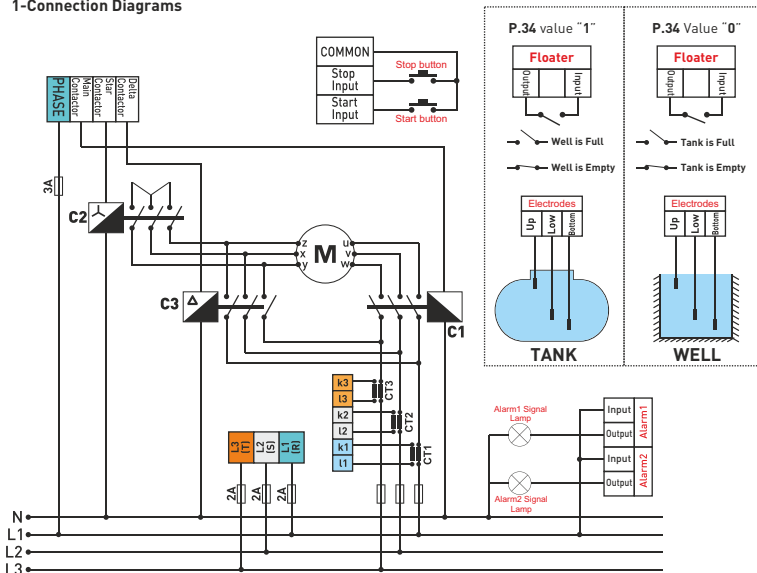 1-Connection Diagrams
PHASE
Main
Contactor
Star
Contactor
Delta
Contactor
COMMON
Stop
Input
Start
Input
Stop button
Start button
3A
C2
C3
C1
M
z
x
y
u
v
w
k3
l3
k2
l2
k1
l1
CT3
CT2
CT1
L3
(T)
L2
(S)
L1
(R)
2A
2A
2A
N
L1
L2
L3
P.34 value "1"
Floater
Output
Input
Well is Full
Well is Empty
Electrodes
Up
Low
Bottom
TANK
P.34 Value "0"
Floater
Output
Input
Tank is Full
Tank is Empty
Electrodes
Up
Low
Bottom
WELL
Alarm1 Signal
Lamp
Alarm2 Signal
Lamp
Input
Output
Alarm1
Input
Output
Alarm2